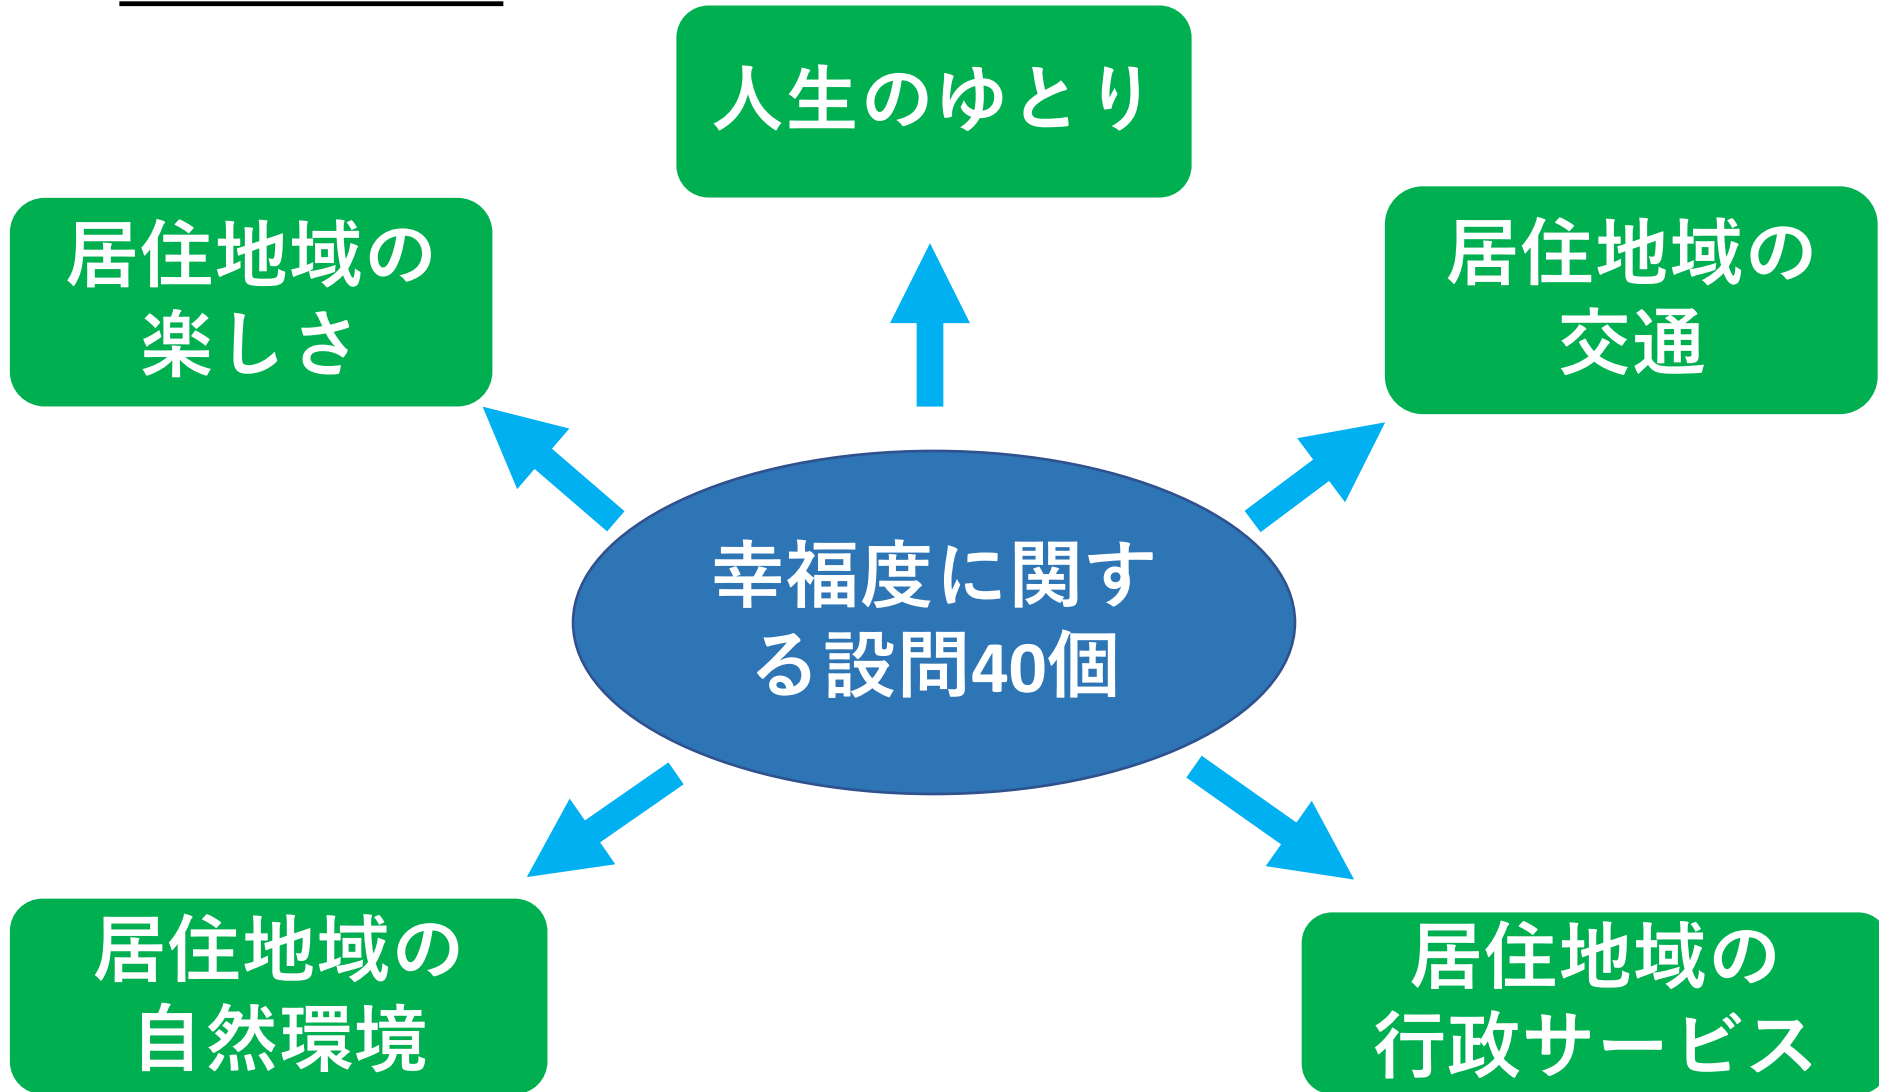 人生のゆとり
居住地域の
楽しさ
居住地域の
交通
幸福度に関す
る設問40個
居住地域の
自然環境
居住地域の
行政サービス